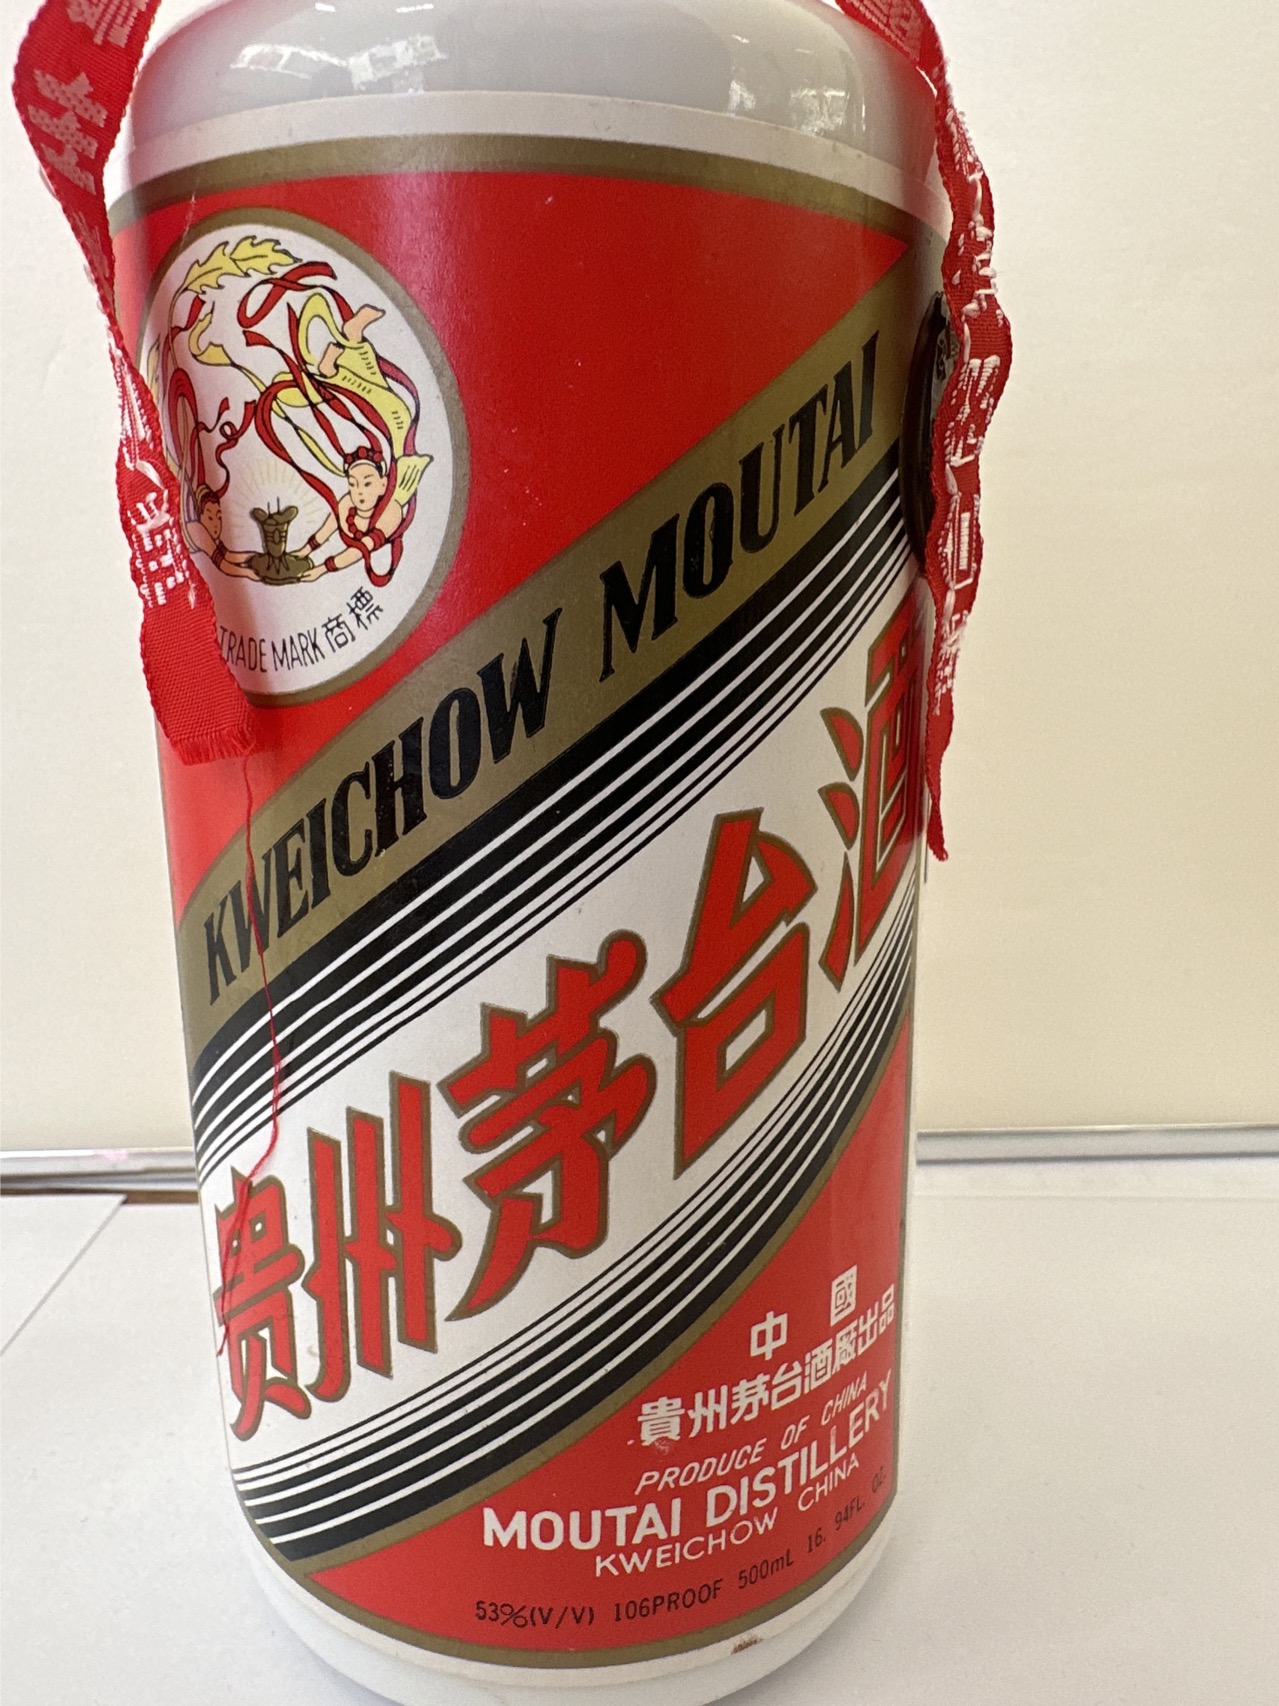 TRADE MARK 商標
KWEICHOW MOUTAI
贵州茅台酒
中國
貴州茅台酒厰出品
PRODUCE OF CHINA
MOUTAI DISTILLERY
KWEICHOW CHINA
53%(V/V) 106PROOF 500mL 16. 94FL. OZ.